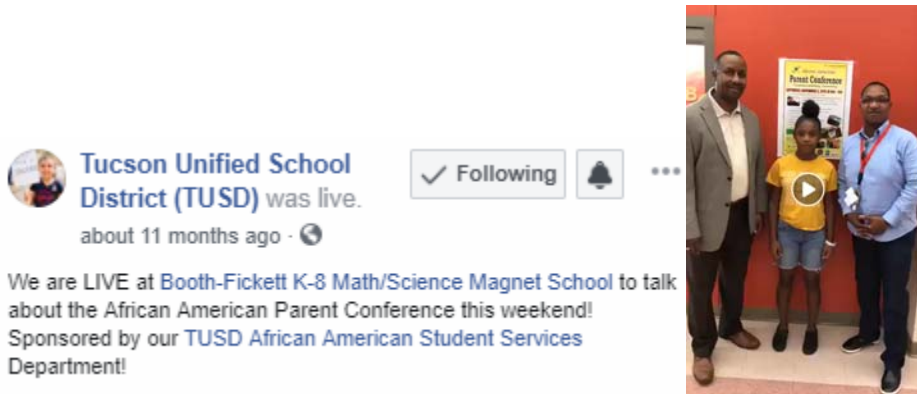 Tucson Unified School
District (TUSD) was live.
Following
about 11 months ago ·
We are LIVE at Booth-Fickett K-8 Math/Science Magnet School to talk
about the African American Parent Conference this weekend!
Sponsored by our TUSD African American Student Services
Department!
Parent Conference